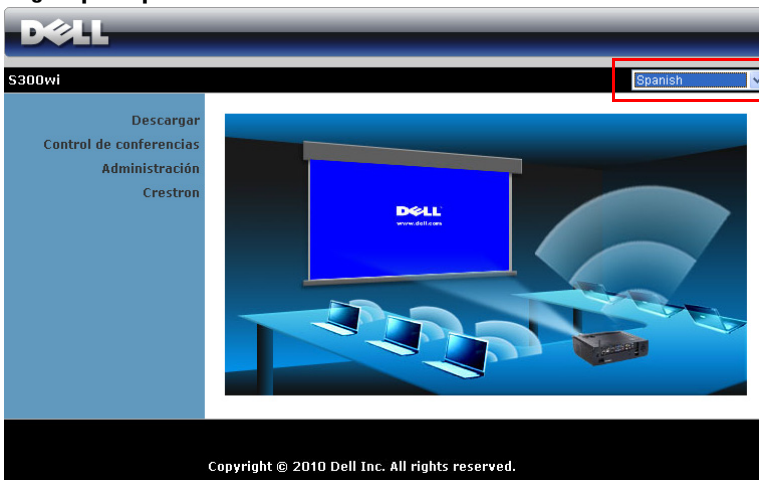 DELL
S300wi
Spanish
Descargar
Control de conferencias
Administración
Crestron
DELL
www.dell.com
Copyright © 2010 Dell Inc. All rights reserved.